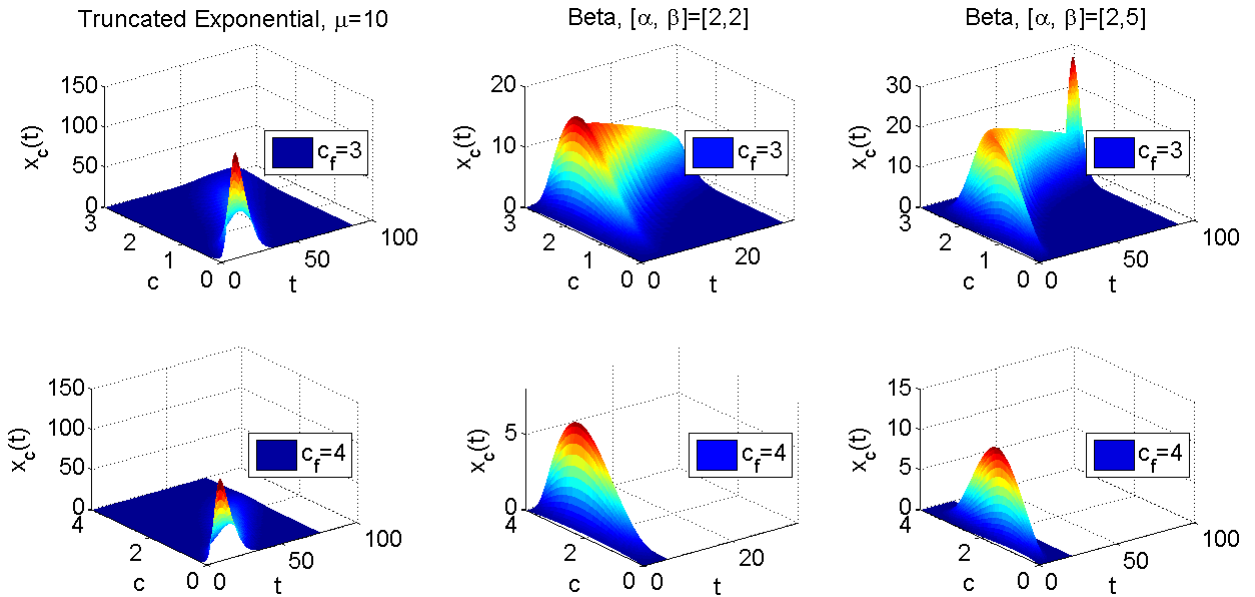 Truncated Exponential, μ=10
150
100
50
0
x_c(t)
3
2
1
0
c
0
50
100
t
c_f=3
Beta, [α, β]=[2,2]
20
10
0
x_c(t)
3
2
1
0
c
0
20
t
c_f=3
Beta, [α, β]=[2,5]
30
20
10
0
x_c(t)
3
2
1
0
c
0
50
100
t
c_f=3
150
100
50
0
x_c(t)
4
2
0
c
0
50
100
t
c_f=4
5
0
x_c(t)
4
2
0
c
0
20
t
c_f=4
15
10
5
0
x_c(t)
4
2
0
c
0
50
100
t
c_f=4